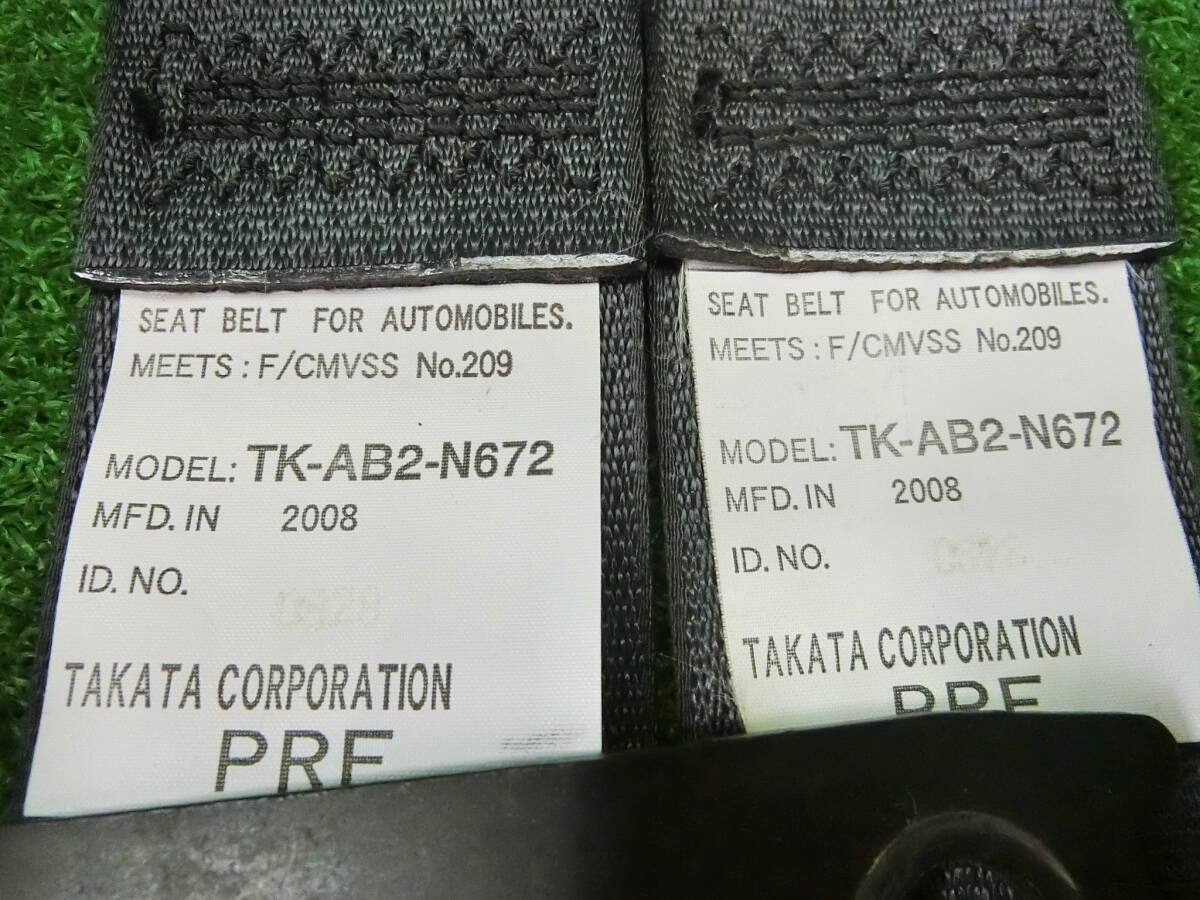 SEAT BELT FOR AUTOMOBILES.
MEETS : F/CMVSS No.209
MODEL: TK-AB2-N672
MFD. IN 2008
ID. NO.
TAKATA CORPORATION
PRE
SEAT BELT FOR AUTOMOBILES.
MEETS : F/CMVSS No.209
MODEL: TK-AB2-N672
MFD. IN 2008
ID. NO.
TAKATA CORPORATION